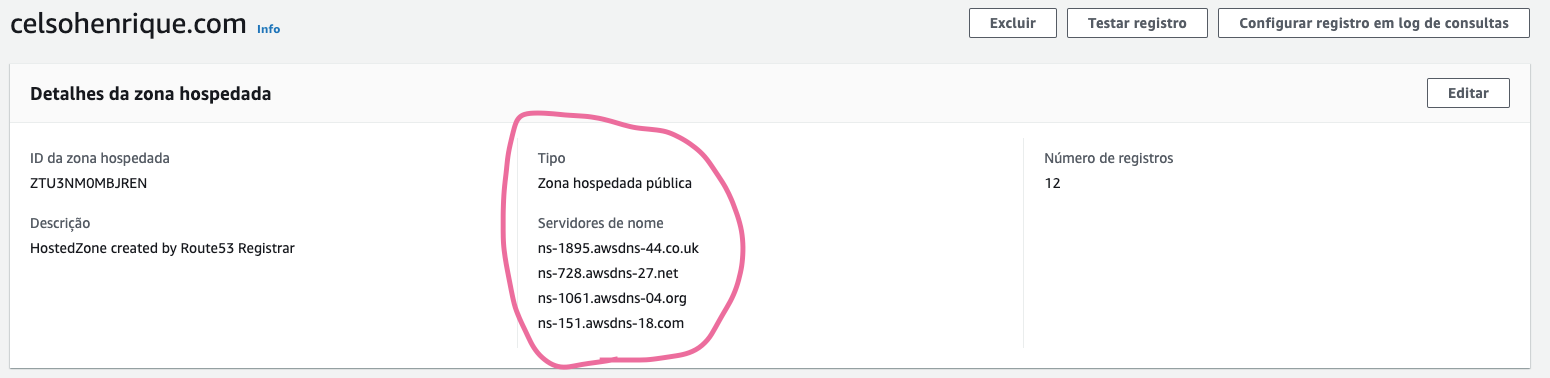 celsohenrique.com Info
Excluir
Testar registro
Configurar registro em log de consultas
Detalhes da zona hospedada
Editar
ID da zona hospedada
ZTU3NM0MBJREN
Descrição
HostedZone created by Route53 Registrar
Tipo
Zona hospedada pública
Servidores de nome
ns-1895.awsdns-44.co.uk
ns-728.awsdns-27.net
ns-1061.awsdns-04.org
ns-151.awsdns-18.com
Número de registros
12